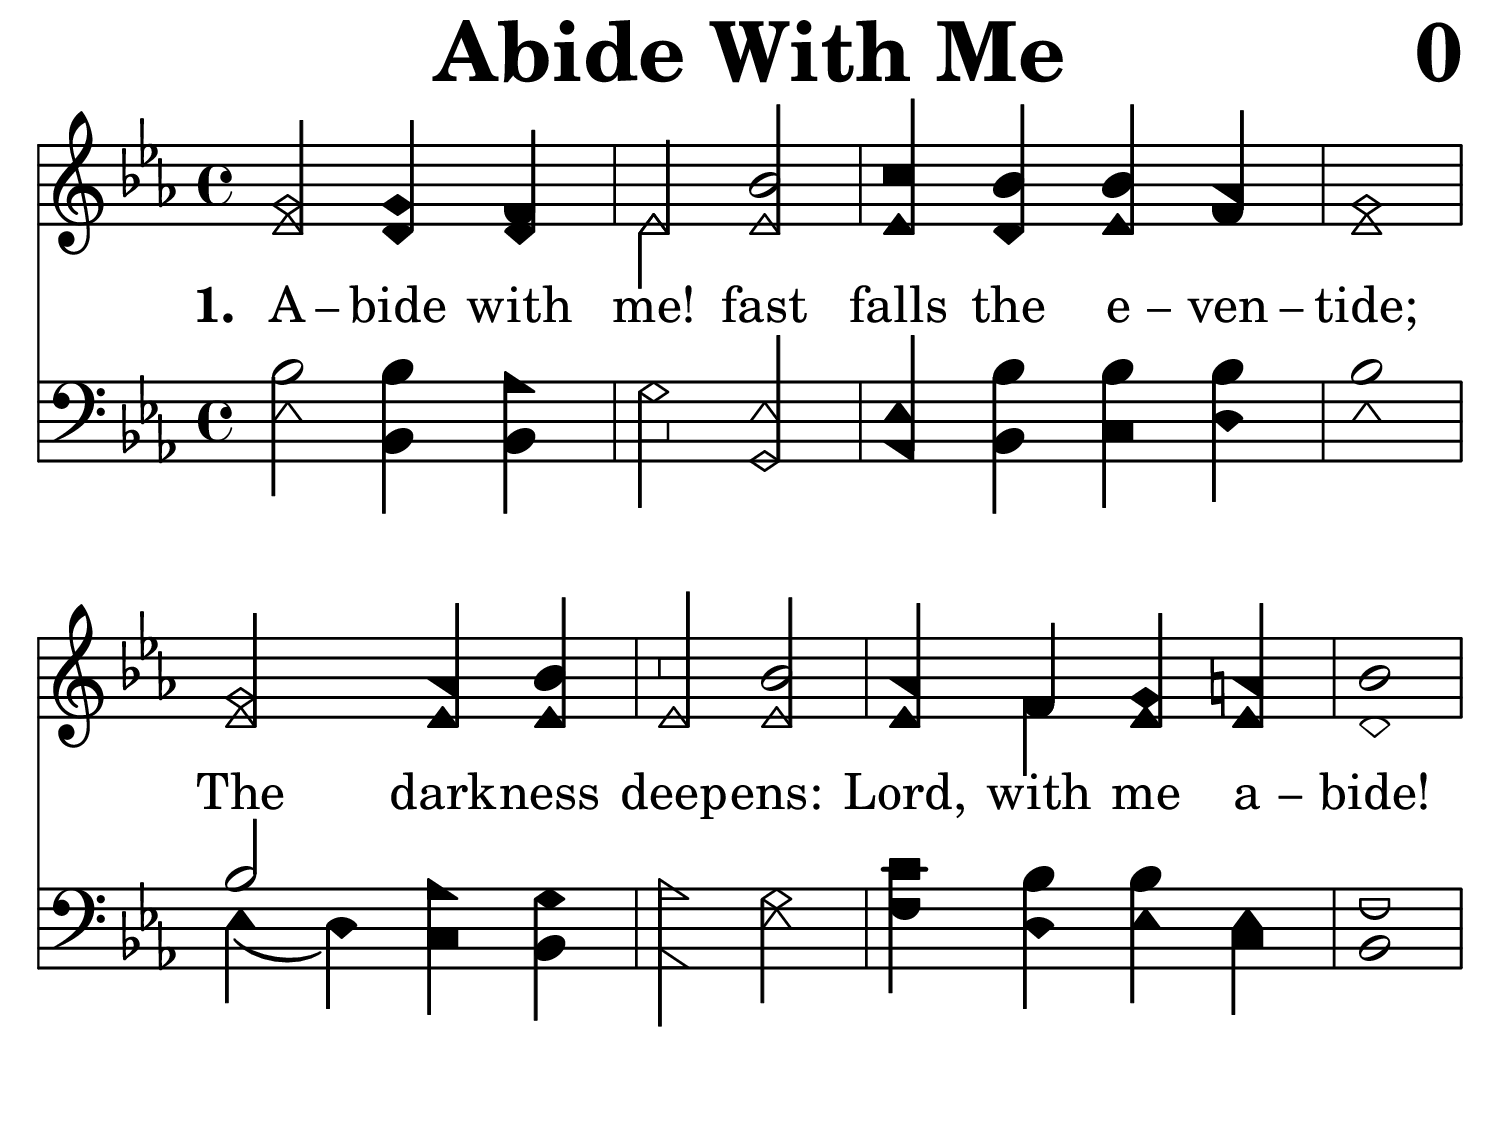 Abide With Me 0
1. A – bide with me! fast falls the e – ven – tide;
The darkness deepens: Lord, with me a – bide!